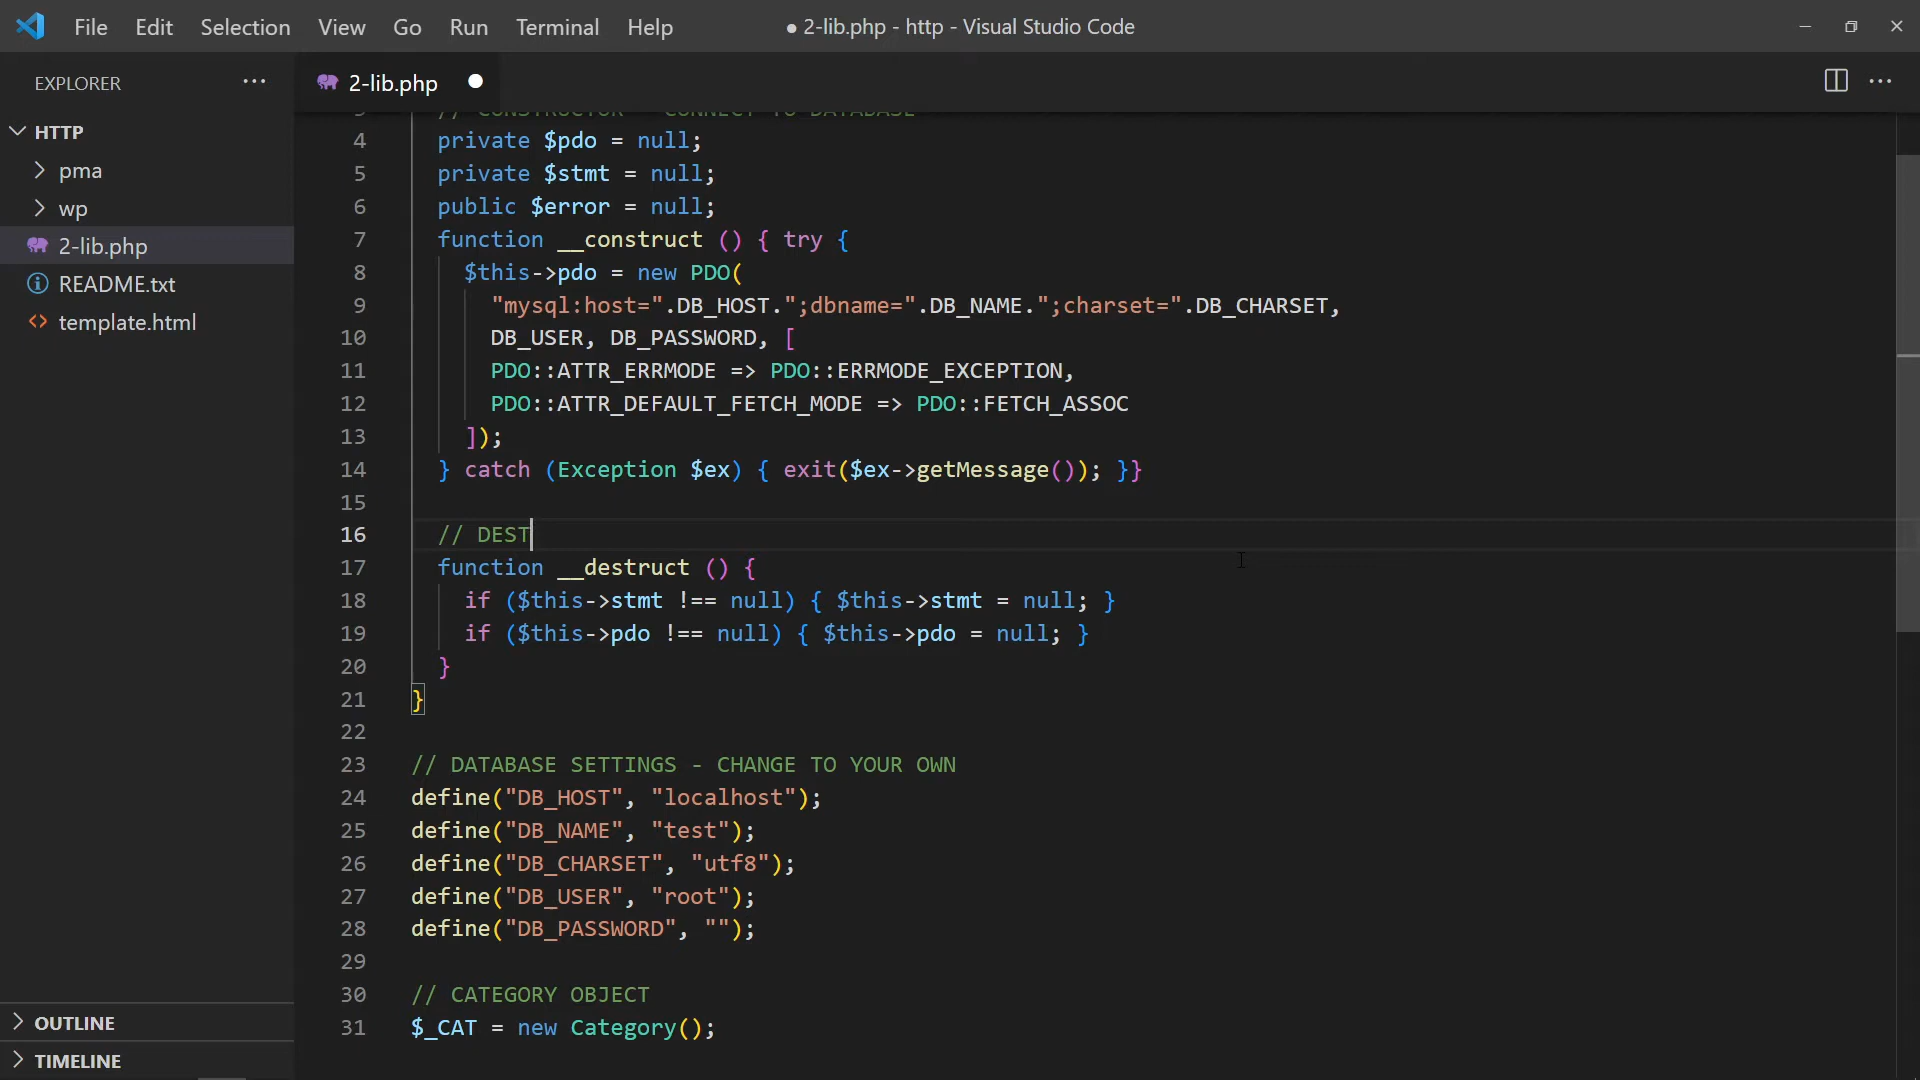 File Edit Selection View Go Run Terminal Help ● 2-lib.php - http - Visual Studio Code
EXPLORER
2-lib.php
HTTP
pma
wp
2-lib.php
README.txt
template.html
OUTLINE
TIMELINE
3 // CONSTRUCTOR - CONNECT TO DATABASE
4 private $pdo = null;
5 private $stmt = null;
6 public $error = null;
7 function __construct () { try {
8 $this->pdo = new PDO(
9 "mysql:host=".DB_HOST.";dbname=".DB_NAME.";charset=".DB_CHARSET,
10 DB_USER, DB_PASSWORD, [
11 PDO::ATTR_ERRMODE => PDO::ERRMODE_EXCEPTION,
12 PDO::ATTR_DEFAULT_FETCH_MODE => PDO::FETCH_ASSOC
13 ]);
14 } catch (Exception $ex) { exit($ex->getMessage()); }}
15
16 // DEST
17 function __destruct () {
18 if ($this->stmt !== null) { $this->stmt = null; }
19 if ($this->pdo !== null) { $this->pdo = null; }
20 }
21 }
22
23 // DATABASE SETTINGS - CHANGE TO YOUR OWN
24 define("DB_HOST", "localhost");
25 define("DB_NAME", "test");
26 define("DB_CHARSET", "utf8");
27 define("DB_USER", "root");
28 define("DB_PASSWORD", "");
29
30 // CATEGORY OBJECT
31 $_CAT = new Category();